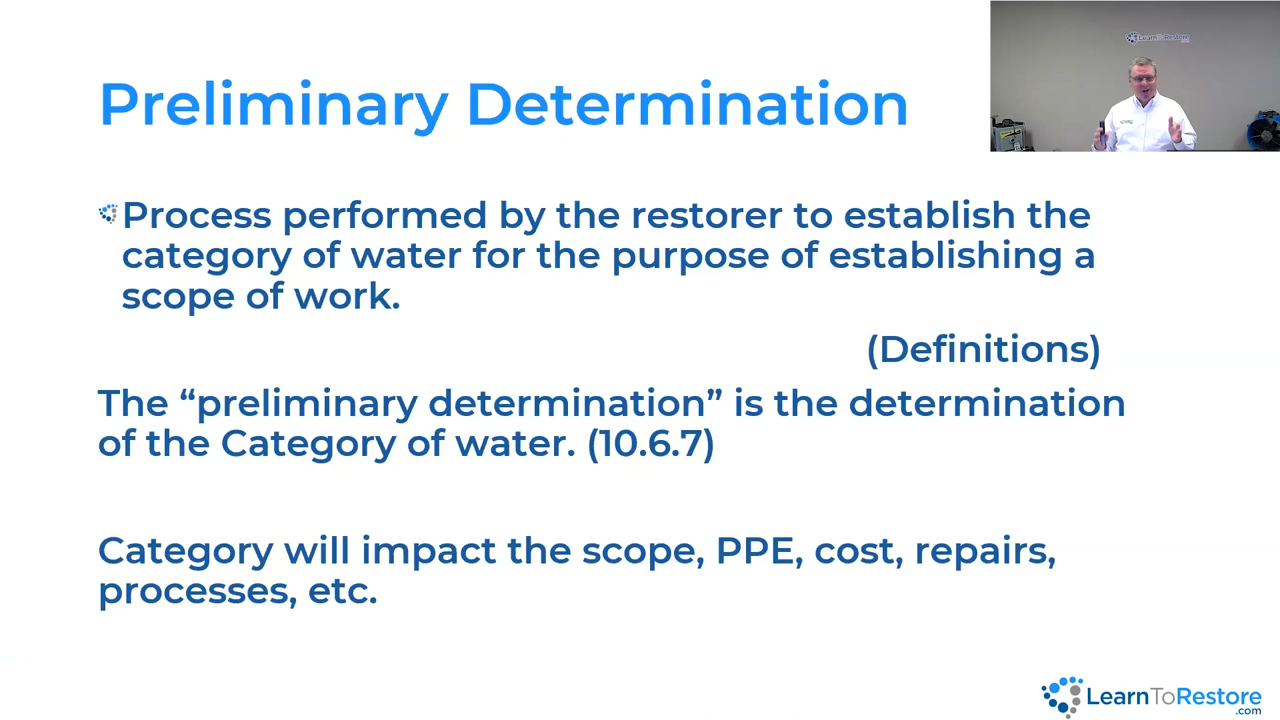 Preliminary Determination
LearnToRestore
Process performed by the restorer to establish the
category of water for the purpose of establishing a
scope of work.
(Definitions)
The “preliminary determination” is the determination
of the Category of water. (10.6.7)
Category will impact the scope, PPE, cost, repairs,
processes, etc.
LearnToRestore
.com